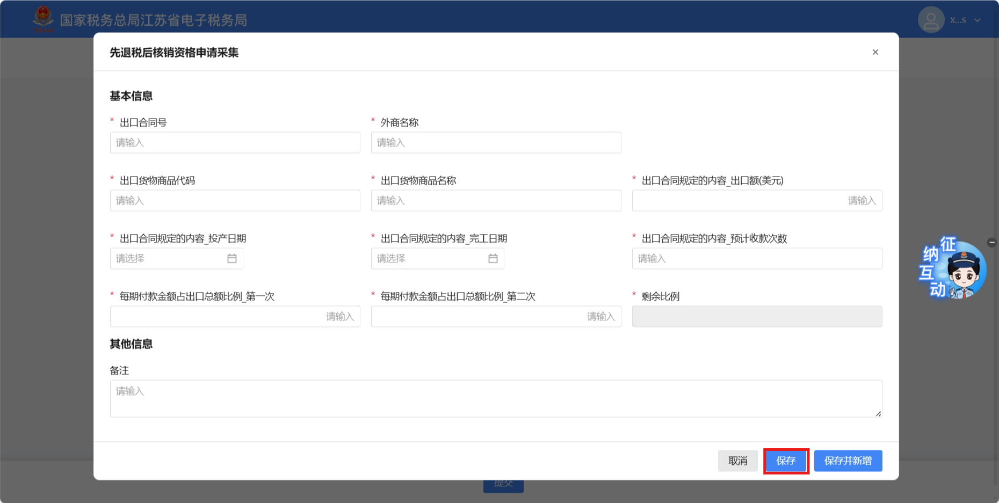 国家税务总局江苏省电子税务局
X...S
先退税后核销资格申请采集
基本信息
* 出口合同号
* 外商名称
请输入
请输入
* 出口货物商品代码
* 出口货物商品名称
* 出口合同规定的内容_出口额(美元)
请输入
请输入
请输入
* 出口合同规定的内容_投产日期
* 出口合同规定的内容_完工日期
* 出口合同规定的内容_预计收款次数
请选择
请选择
请输入
* 每期付款金额占出口总额比例_第一次
* 每期付款金额占出口总额比例_第二次
* 剩余比例
请输入
请输入
其他信息
备注
请输入
取消
保存
保存并新增
提交
征纳互动